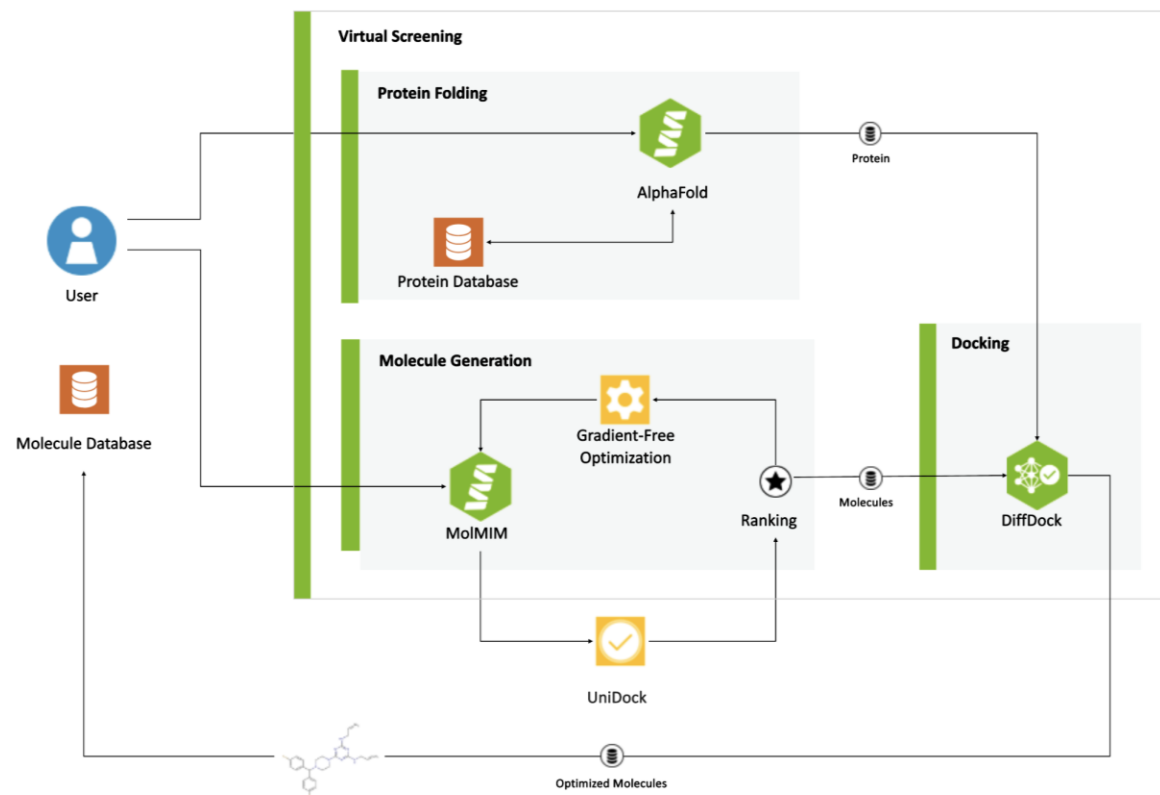 Virtual Screening
Protein Folding
AlphaFold
Protein
Protein Database
User
Molecule Database
Molecule Generation
Gradient-Free
Optimization
MolMIM
Ranking
Molecules
Docking
DiffDock
UniDock
Optimized Molecules